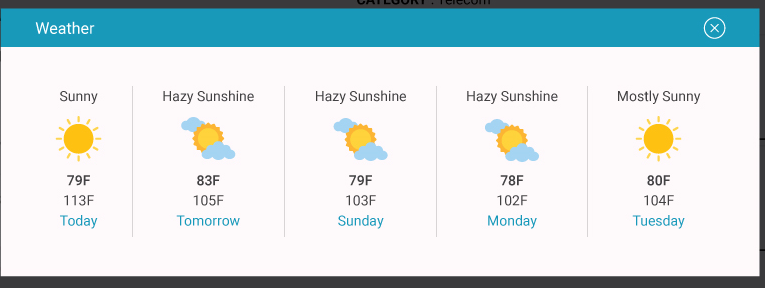 CATEGORY : Telecom
Weather
Sunny
79F
113F
Today
Hazy Sunshine
83F
105F
Tomorrow
Hazy Sunshine
79F
103F
Sunday
Hazy Sunshine
78F
102F
Monday
Mostly Sunny
80F
104F
Tuesday